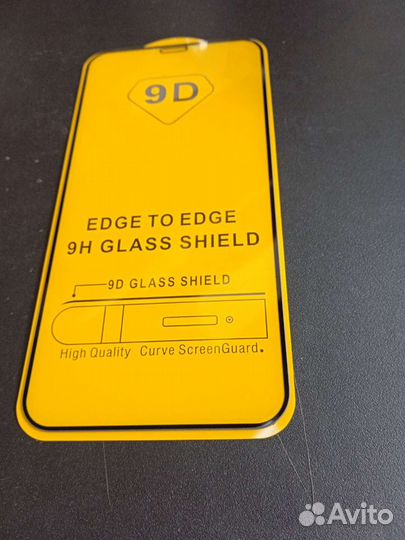 9D
EDGE TO EDGE
9H GLASS SHIELD
9D GLASS SHIELD
High Quality Curve ScreenGuard.
Avito